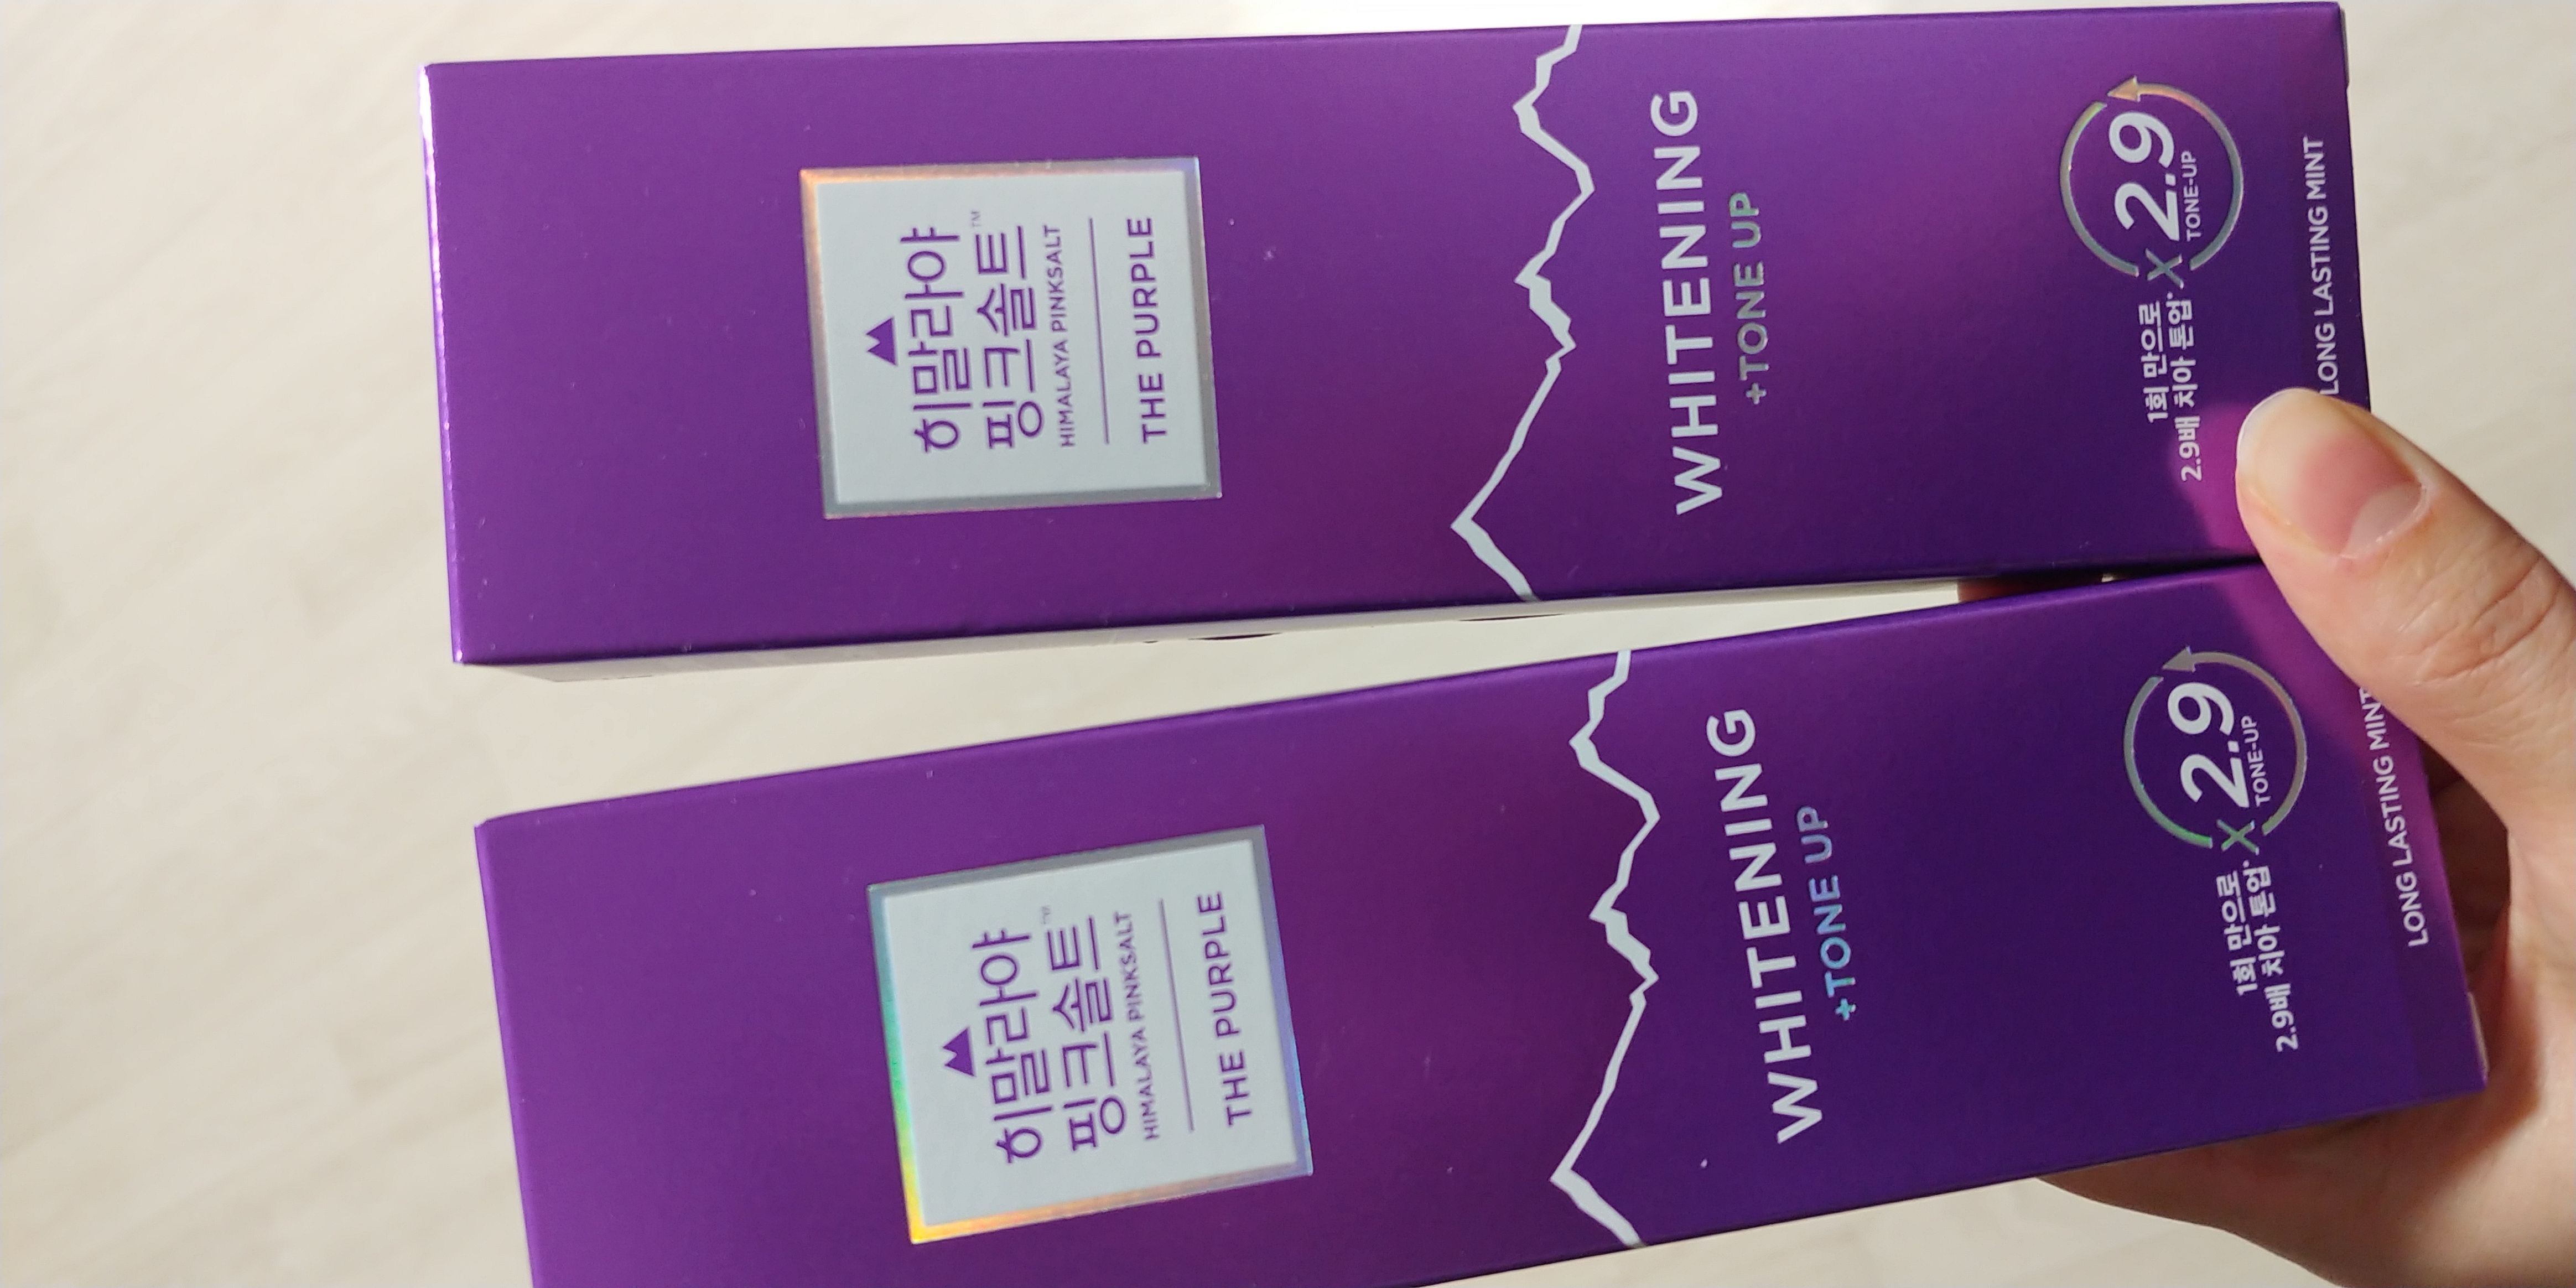 히말라야
핑크솔트™
HIMALAYA PINKSALT
THE PURPLE
WHITENING
+TONE UP
1회 만으로
2.9배 치아 톤업*
X 2.9
TONE-UP
LONG LASTING MINT
히말라야
핑크솔트™
HIMALAYA PINKSALT
THE PURPLE
WHITENING
+TONE UP
1회 만으로
2.9배 치아 톤업*
X 2.9
TONE-UP
LONG LASTING MINT